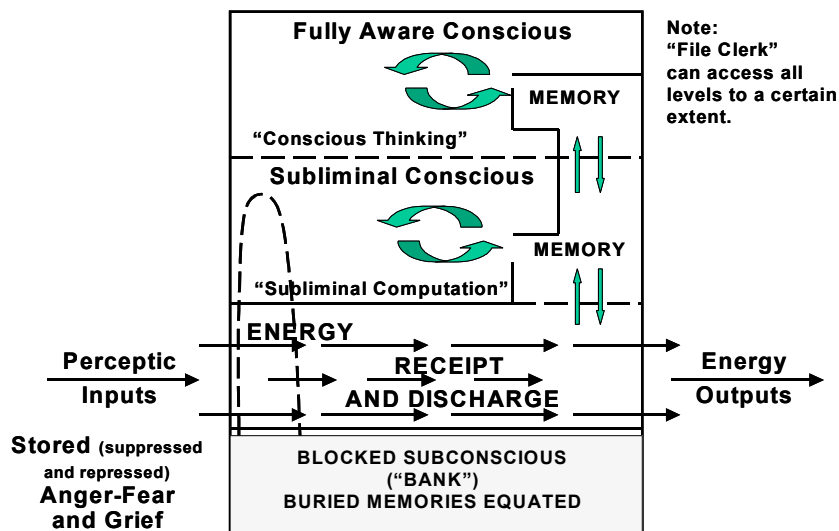 Fully Aware Conscious
MEMORY
“Conscious Thinking”
Note:
“File Clerk”
can access all
levels to a certain
extent.
Subliminal Conscious
MEMORY
“Subliminal Computation”
ENERGY
RECEIPT
AND DISCHARGE
Perceptic
Inputs
Energy
Outputs
Stored (suppressed
and repressed)
Anger-Fear
and Grief
BLOCKED SUBCONSCIOUS
(“BANK”)
BURIED MEMORIES EQUATED